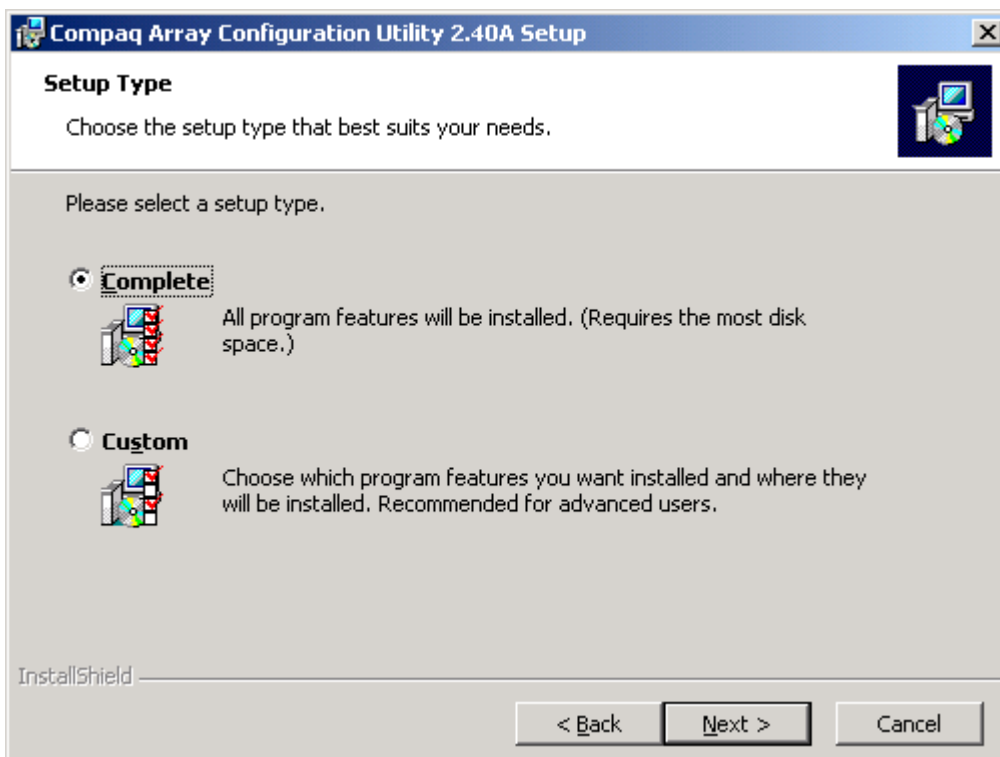 Compaq Array Configuration Utility 2.40A Setup
Setup Type
Choose the setup type that best suits your needs.
Please select a setup type.
Complete
All program features will be installed. (Requires the most disk
space.)
Custom
Choose which program features you want installed and where they
will be installed. Recommended for advanced users.
InstallShield
< Back
Next >
Cancel